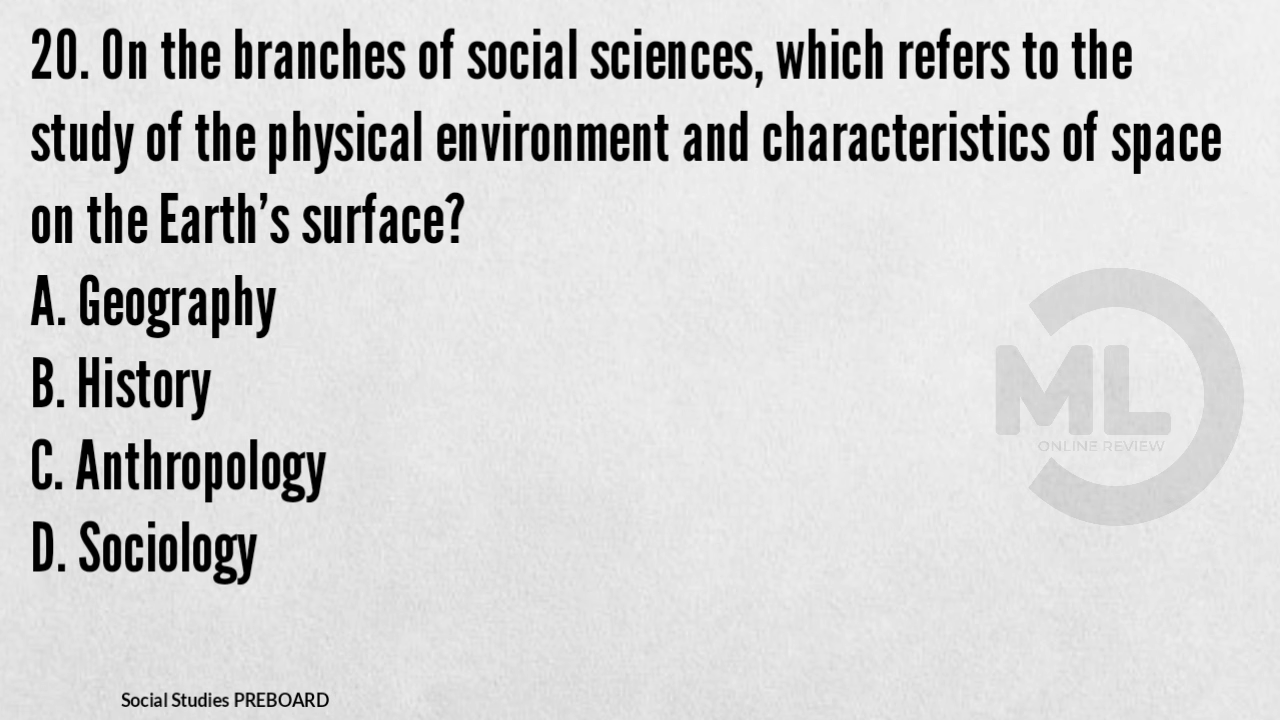 20. On the branches of social sciences, which refers to the
study of the physical environment and characteristics of space
on the Earth’s surface?
A. Geography
B. History
C. Anthropology
D. Sociology
ML
ONLINE REVIEW
Social Studies PREBOARD